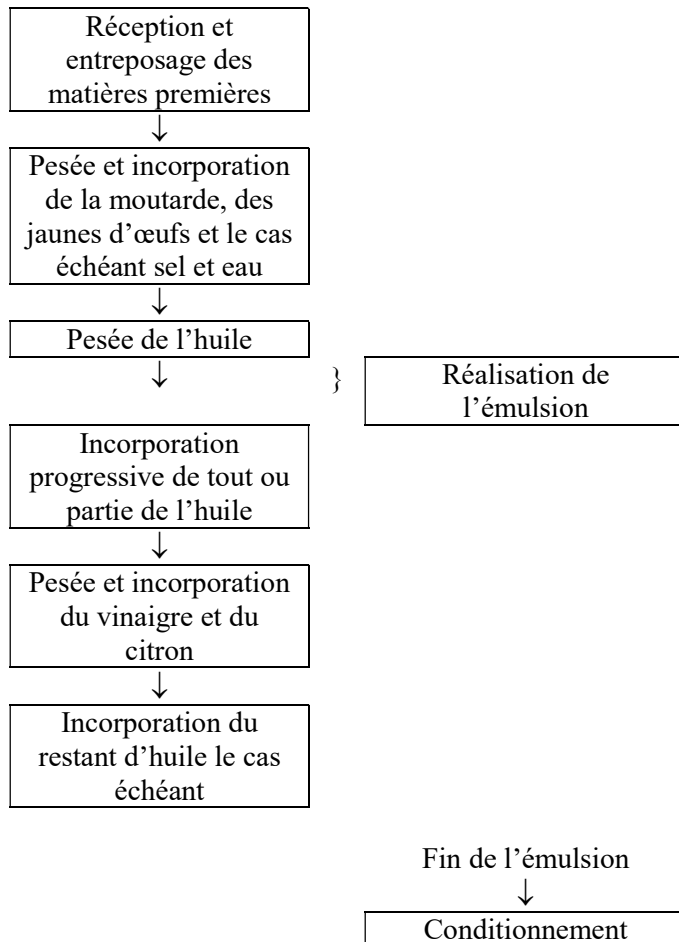 Réception et
entreposage des
matières premières
↓
Pesée et incorporation
de la moutarde, des
jaunes d’œufs et le cas
échéant sel et eau
↓
Pesée de l’huile
↓
}
Réalisation de
l’émulsion
Incorporation
progressive de tout ou
partie de l’huile
↓
Pesée et incorporation
du vinaigre et du
citron
↓
Incorporation du
restant d’huile le cas
échéant
Fin de l’émulsion
↓
Conditionnement